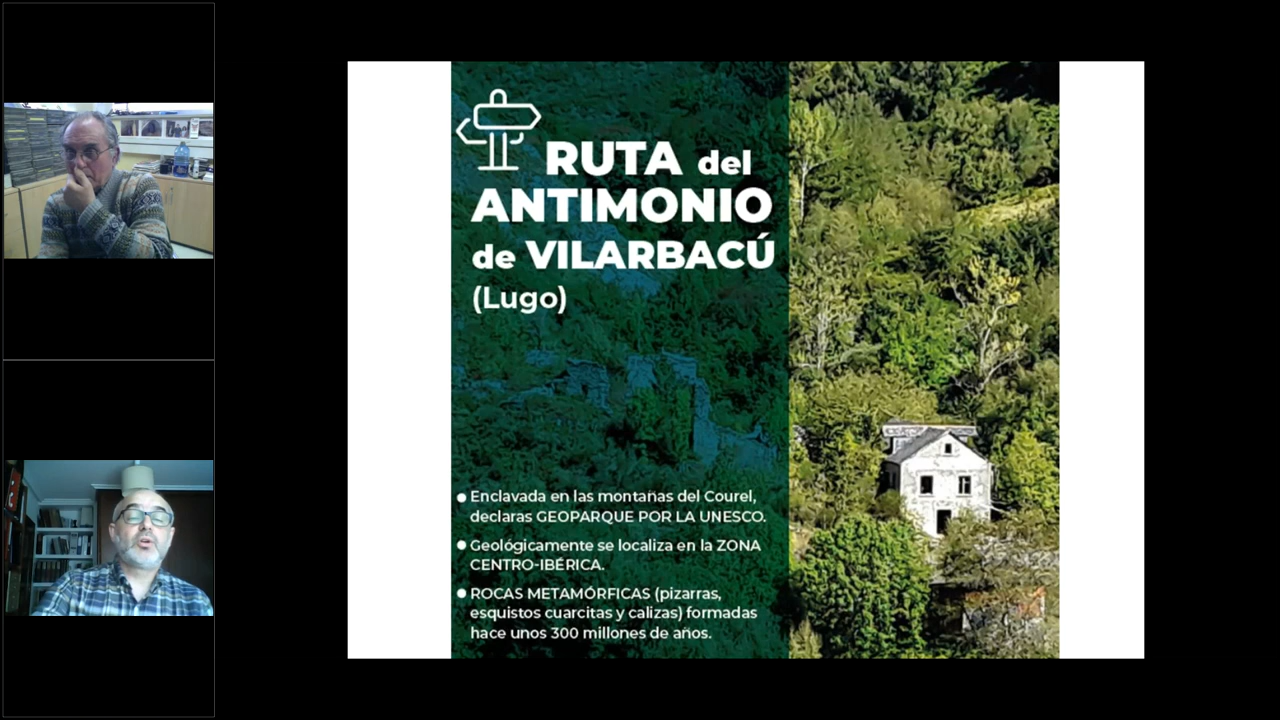 RUTA del
ANTIMONIO
de VILARBACÚ
(Lugo)
Enclavada en las montañas del Courel,
declaras GEOPARQUE POR LA UNESCO.
Geológicamente se localiza en la ZONA
CENTRO-IBÉRICA.
ROCAS METAMÓRFICAS (pizarras,
esquistos cuarcitas y calizas) formadas
hace unos 300 millones de años.